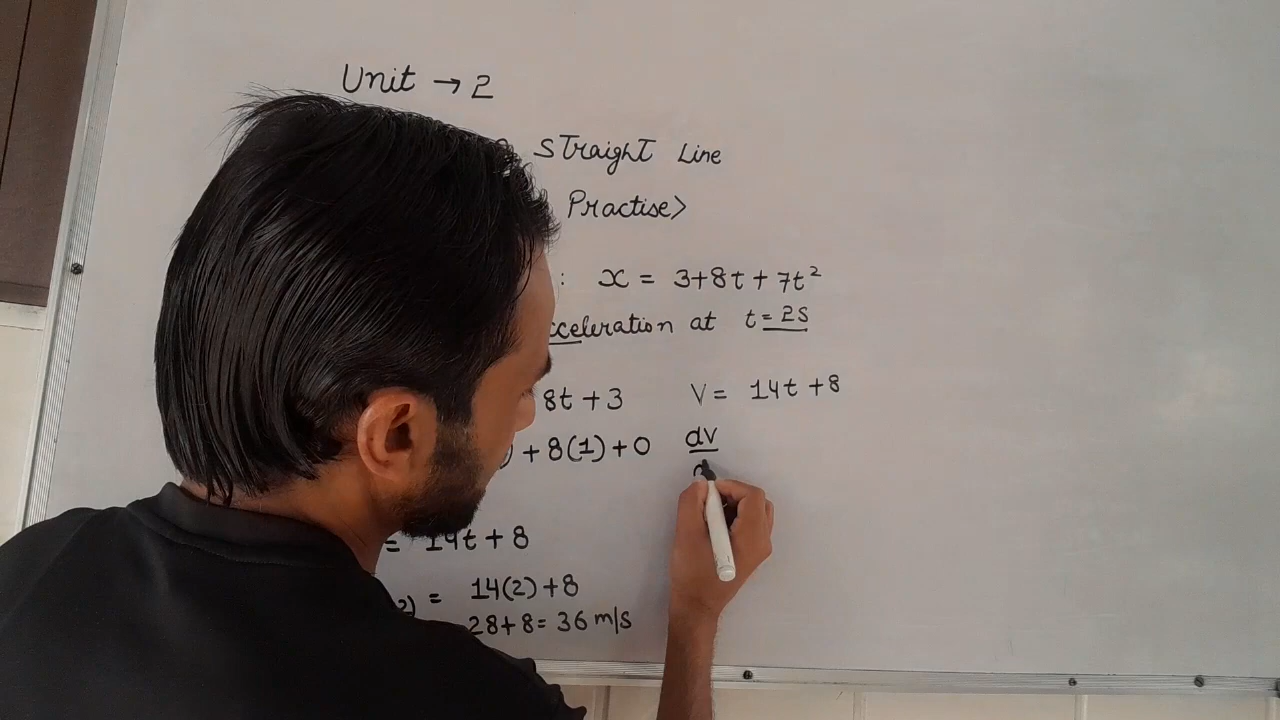 Unit → 2
Straight Line
Practise>
: x = 3+8t+7t²
acceleration at t = 2s
8t+3 V = 14t+8
+8(1)+0 dv
= 14t+8
= 14(2)+8
28+8= 36 m/s